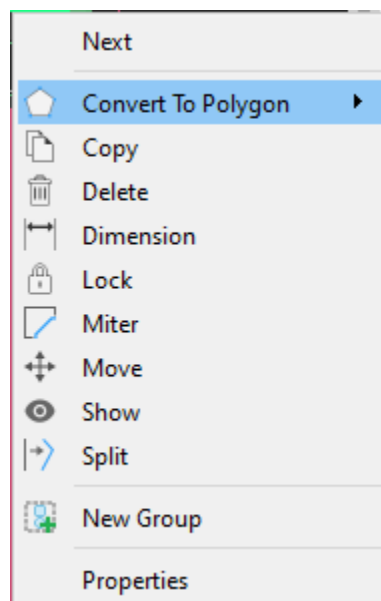 Next
Convert To Polygon
Copy
Delete
Dimension
Lock
Miter
Move
Show
Split
New Group
Properties